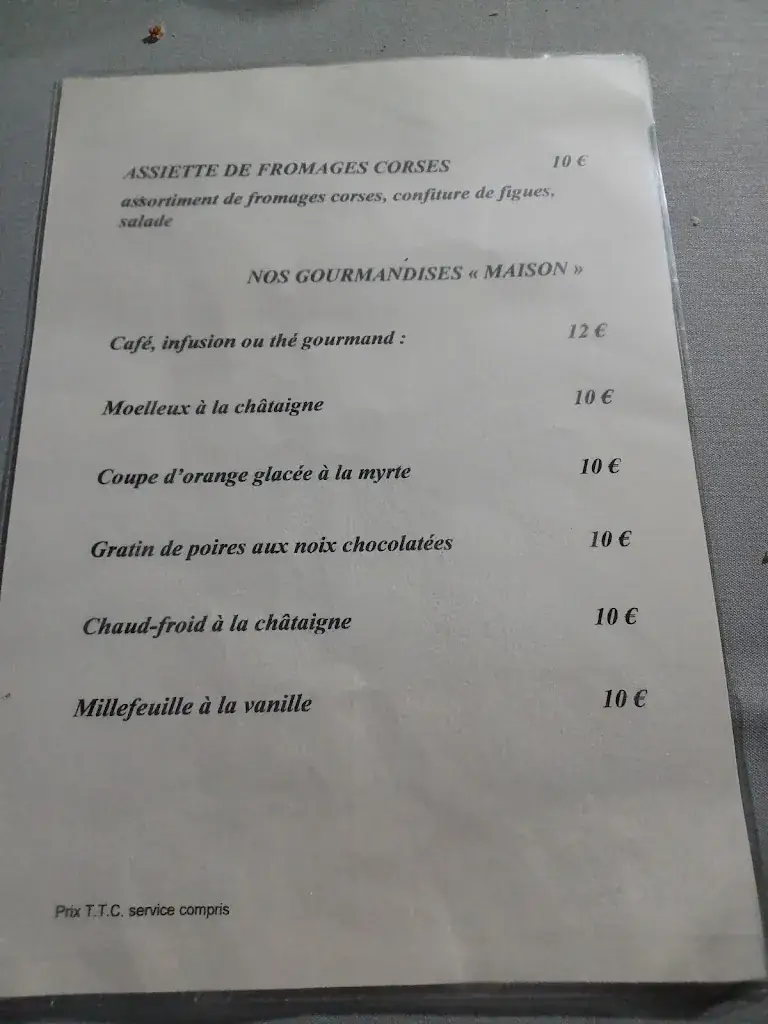 ASSIETTE DE FROMAGES CORSES 10 €
assortiment de fromages corses, confiture de figues,
salade
NOS GOURMANDISES « MAISON »
Café, infusion ou thé gourmand : 12 €
Moelleux à la châtaigne 10 €
Coupe d'orange glacée à la myrte 10 €
Gratin de poires aux noix chocolatées 10 €
Chaud-froid à la châtaigne 10 €
Millefeuille à la vanille 10 €
Prix T.T.C. service compris